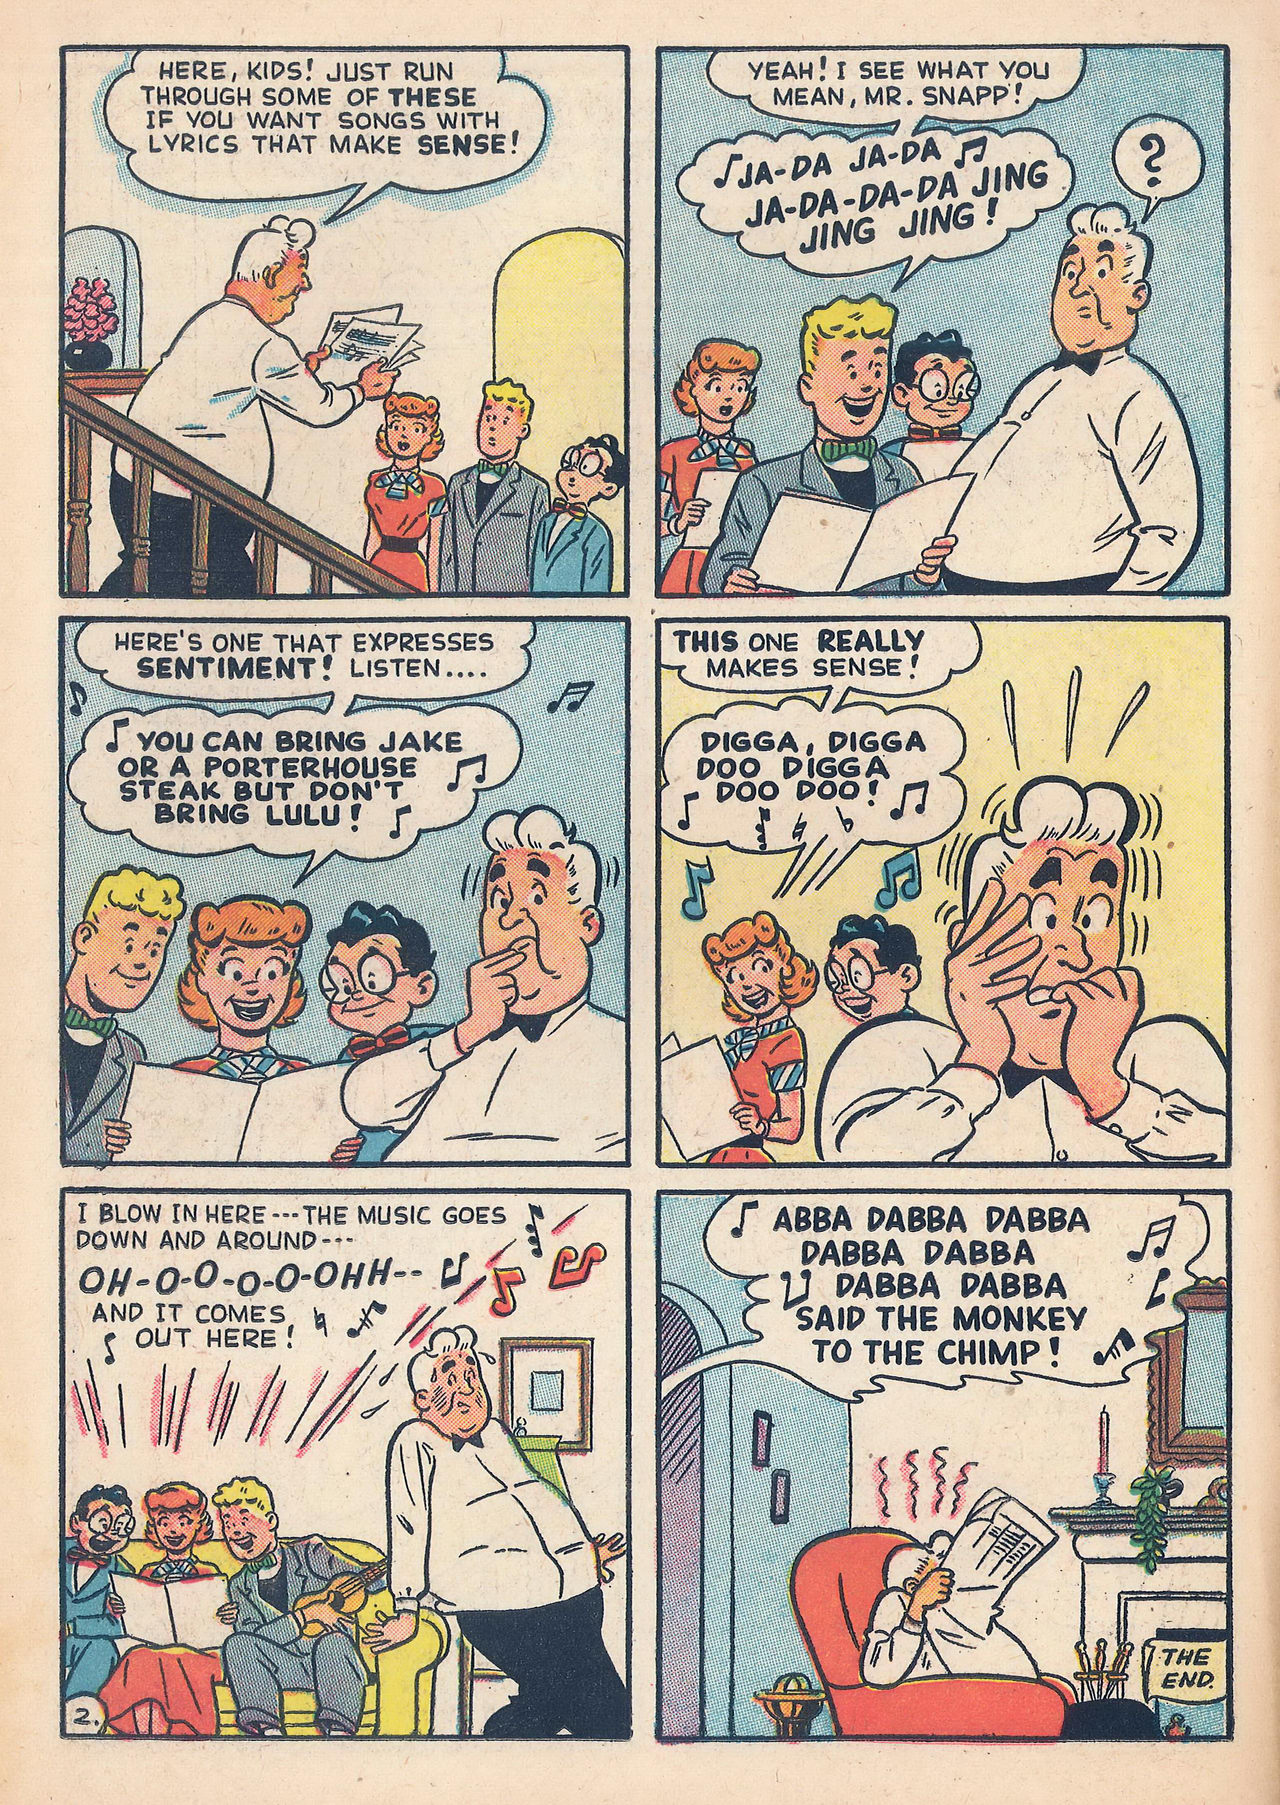 HERE, KIDS! JUST RUN
THROUGH SOME OF THESE
IF YOU WANT SONGS WITH
LYRICS THAT MAKE SENSE!
YEAH! I SEE WHAT YOU
MEAN, MR. SNAPP!
JA-DA JA-DA
JA-DA-DA-DA JING
JING JING!
?
HERE'S ONE THAT EXPRESSES
SENTIMENT! LISTEN....
YOU CAN BRING JAKE
OR A PORTERHOUSE
STEAK BUT DON'T
BRING LULU!
THIS ONE REALLY
MAKES SENSE!
DIGGA, DIGGA
DOO DIGGA
DOO DOO!
I BLOW IN HERE---THE MUSIC GOES
DOWN AND AROUND---
OH-O-O-O-O-OHH--
AND IT COMES
OUT HERE!
2.
ABBA DABBA DABBA
DABBA DABBA
DABBA DABBA
SAID THE MONKEY
TO THE CHIMP!
THE
END.